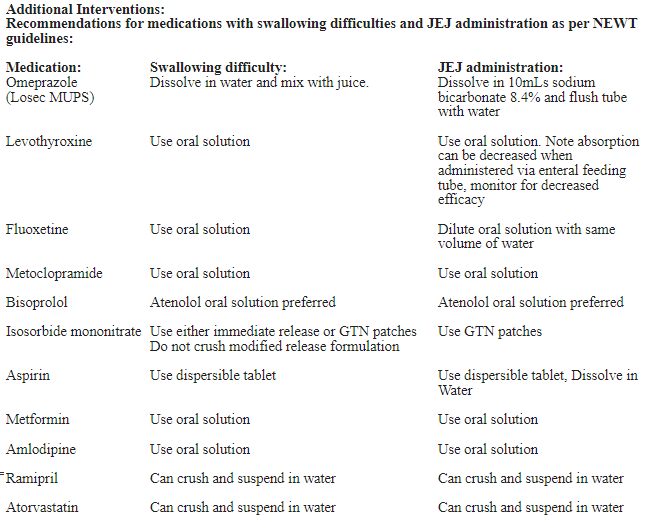 Additional Interventions:
Recommendations for medications with swallowing difficulties and JEJ administration as per NEWT
guidelines:
Medication: Swallowing difficulty: JEJ administration:
Omeprazole Dissolve in water and mix with juice. Dissolve in 10mLs sodium
(Losec MUPS) bicarbonate 8.4% and flush tube
with water
Levothyroxine Use oral solution Use oral solution. Note absorption
can be decreased when
administered via enteral feeding
tube, monitor for decreased
efficacy
Fluoxetine Use oral solution Dilute oral solution with same
volume of water
Metoclopramide Use oral solution Use oral solution
Bisoprolol Atenolol oral solution preferred Atenolol oral solution preferred
Isosorbide mononitrate Use either immediate release or GTN patches Use GTN patches
Do not crush modified release formulation
Aspirin Use dispersible tablet Use dispersible tablet, Dissolve in
Water
Metformin Use oral solution Use oral solution
Amlodipine Use oral solution Use oral solution
Ramipril Can crush and suspend in water Can crush and suspend in water
Atorvastatin Can crush and suspend in water Can crush and suspend in water